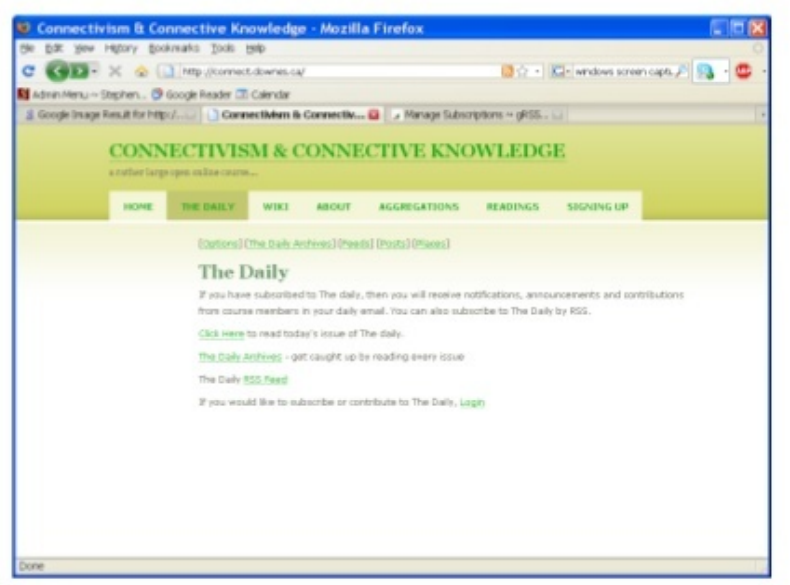 Connectivism & Connective Knowledge - Mozilla Firefox
File Edit View History Bookmarks Tools Help
http://connect.downes.ca/ windows screen captu
Admin Menu ~ Stephen... Google Reader Calendar
Google Image Result for http:/... Connectivism & Connectiv... Manage Subscriptions ~ gRSS...
CONNECTIVISM & CONNECTIVE KNOWLEDGE
a rather large open online course...
HOME THE DAILY WIKI ABOUT AGGREGATIONS READINGS SIGNING UP
[Options] [The Daily Archives] [Feeds] [Posts] [Places]
The Daily
If you have subscribed to The daily, then you will receive notifications, announcements and contributions
from course members in your daily email. You can also subscribe to The Daily by RSS.
Click Here to read today's issue of The daily.
The Daily Archives - get caught up by reading every issue
The Daily RSS Feed
If you would like to subscribe or contribute to The Daily, Login
Done